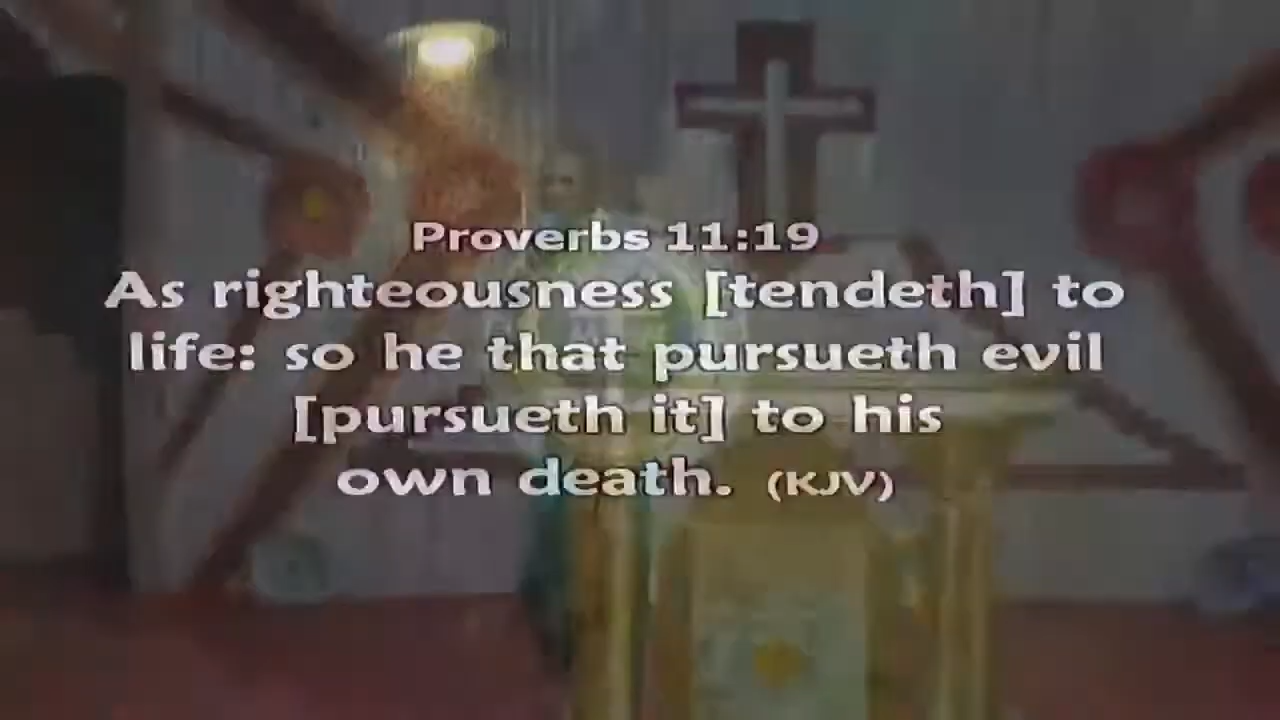 Proverbs 11:19
As righteousness [tendeth] to
life: so he that pursueth evil
[pursueth it] to his
own death. (KJV)